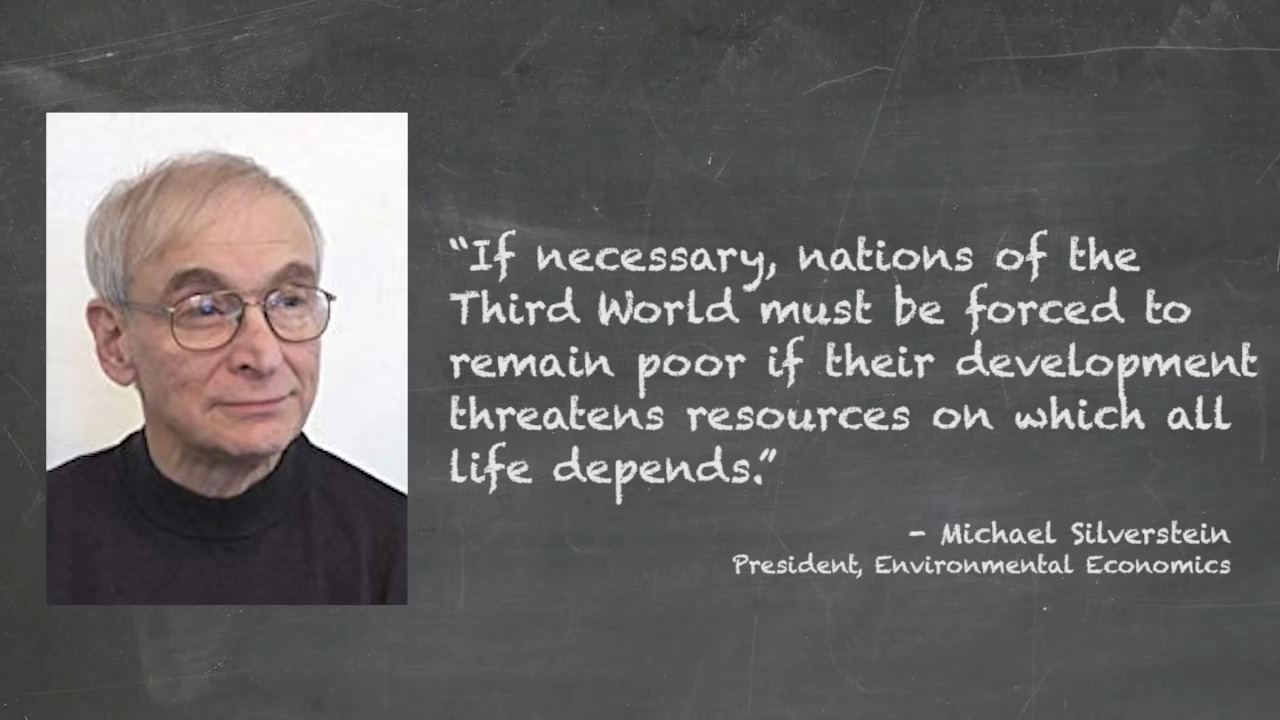 “If necessary, nations of the
Third World must be forced to
remain poor if their development
threatens resources on which all
life depends.”
- Michael Silverstein
President, Environmental Economics